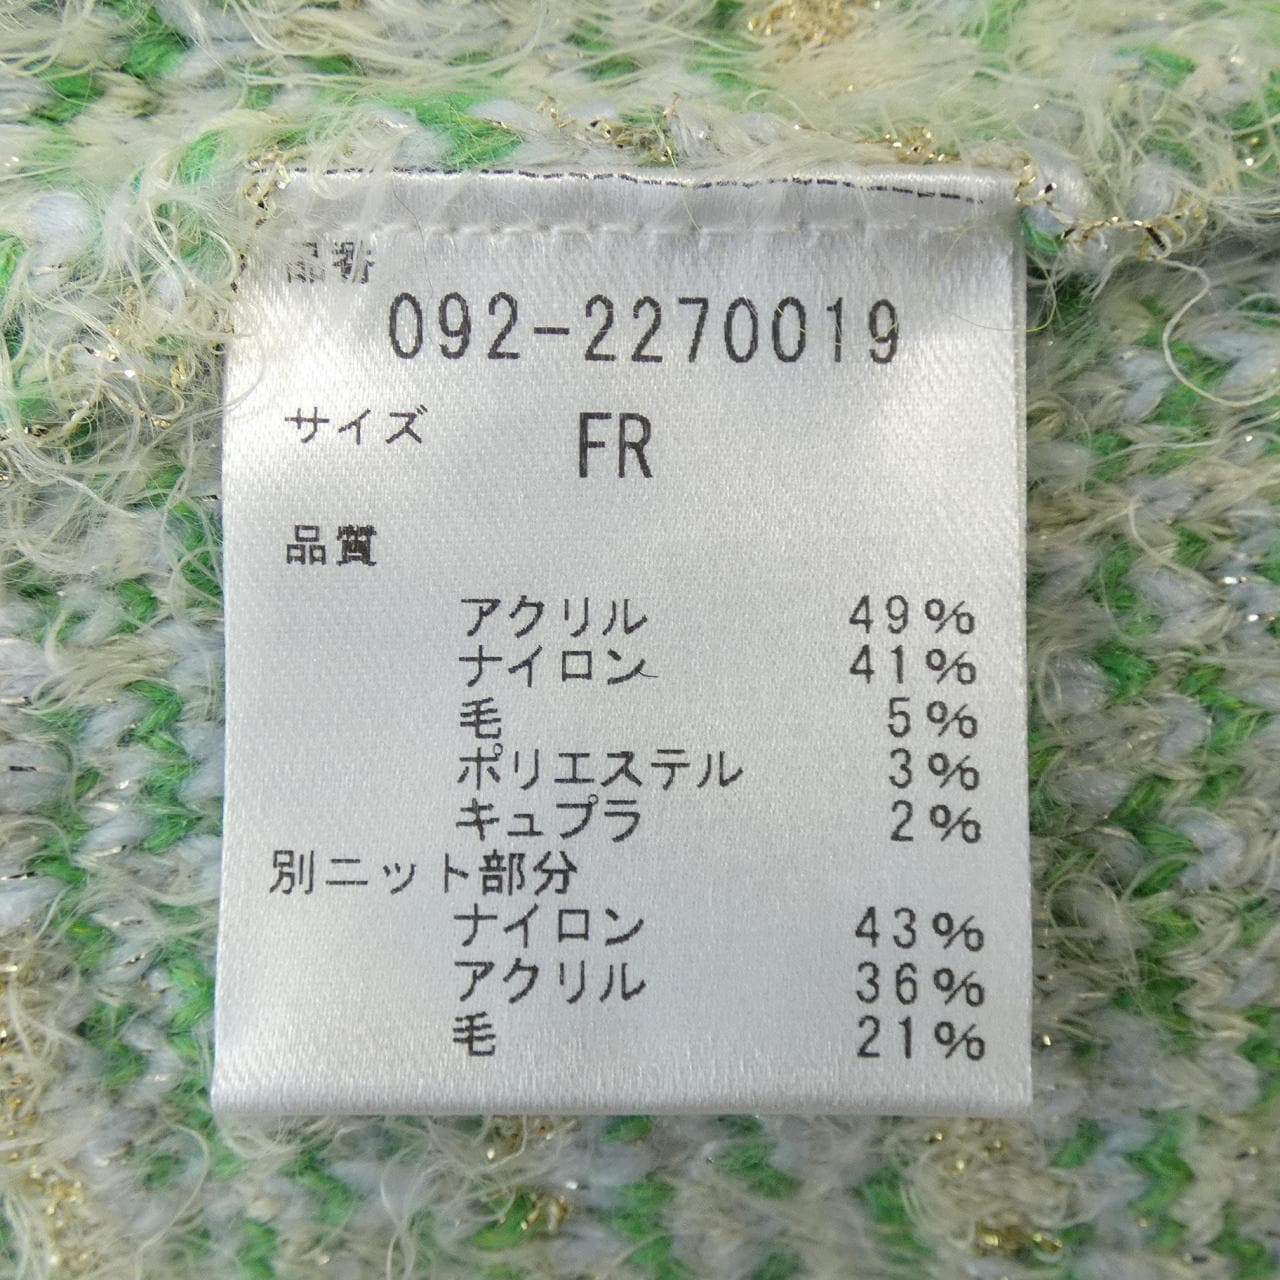 品番
092-2270019
サイズ FR
品質
アクリル 49%
ナイロン 41%
毛 5%
ポリエステル 3%
キュプラ 2%
別ニット部分
ナイロン 43%
アクリル 36%
毛 21%